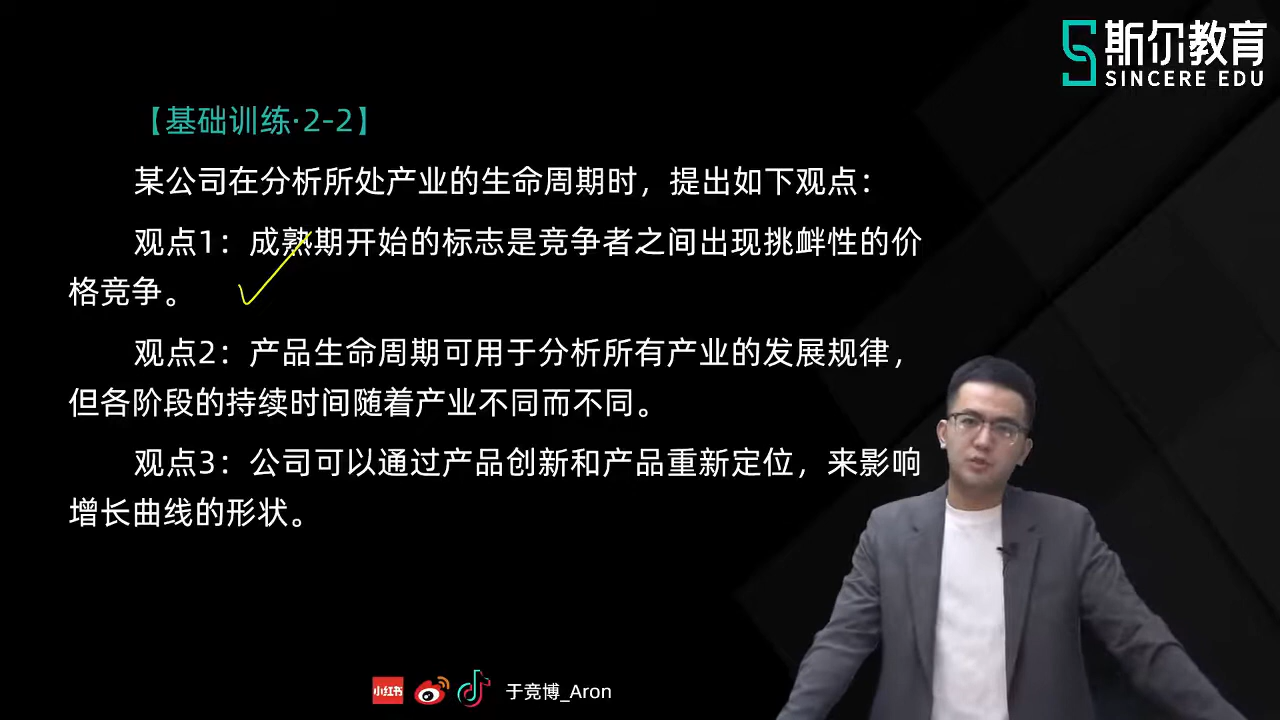 斯尔教育
SINCERE EDU
【基础训练·2-2】
某公司在分析所处产业的生命周期时，提出如下观点：
观点1：成熟期开始的标志是竞争者之间出现挑衅性的价
格竞争。
观点2：产品生命周期可用于分析所有产业的发展规律，
但各阶段的持续时间随着产业不同而不同。
观点3：公司可以通过产品创新和产品重新定位，来影响
增长曲线的形状。
小红书
于竞博_Aron